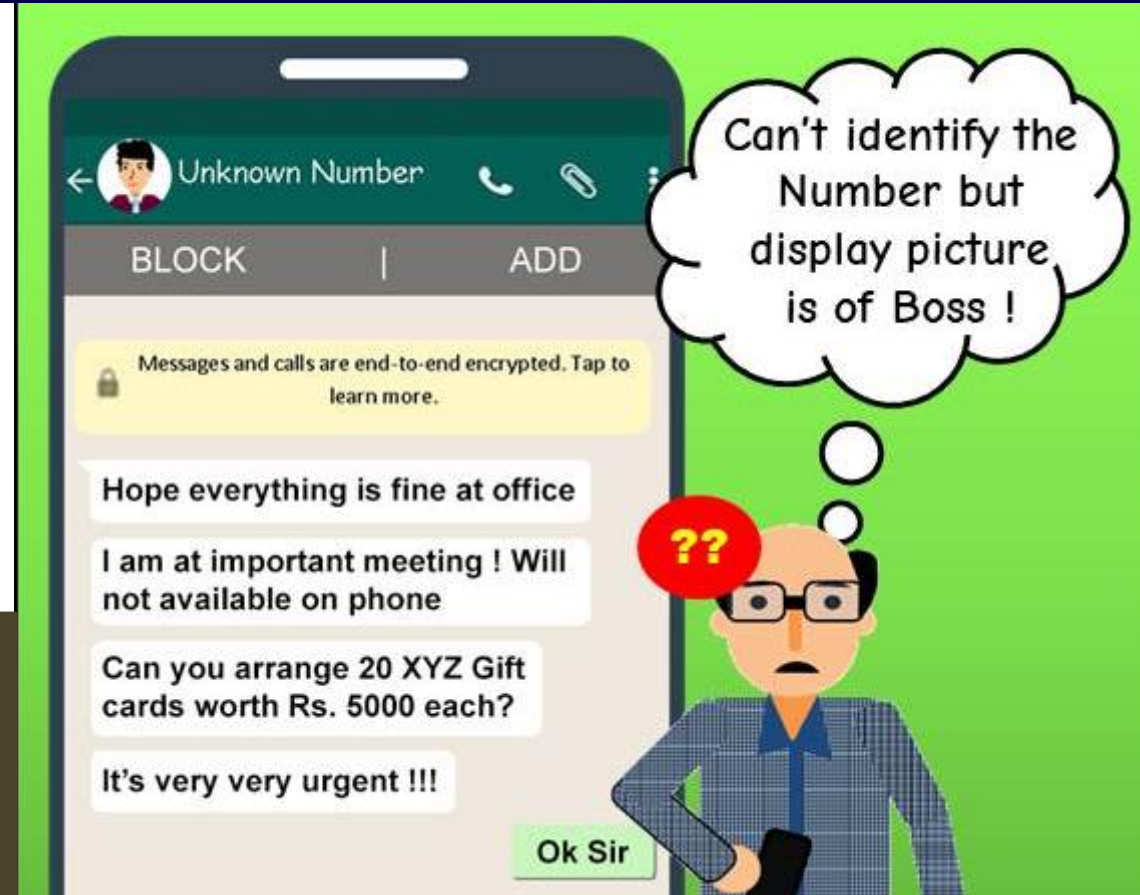 Unknown Number
BLOCK | ADD
Messages and calls are end-to-end encrypted. Tap to
learn more.
Hope everything is fine at office
I am at important meeting ! Will
not available on phone
Can you arrange 20 XYZ Gift
cards worth Rs. 5000 each?
It's very very urgent !!!
Ok Sir
Can't identify the
Number but
display picture
is of Boss !
??